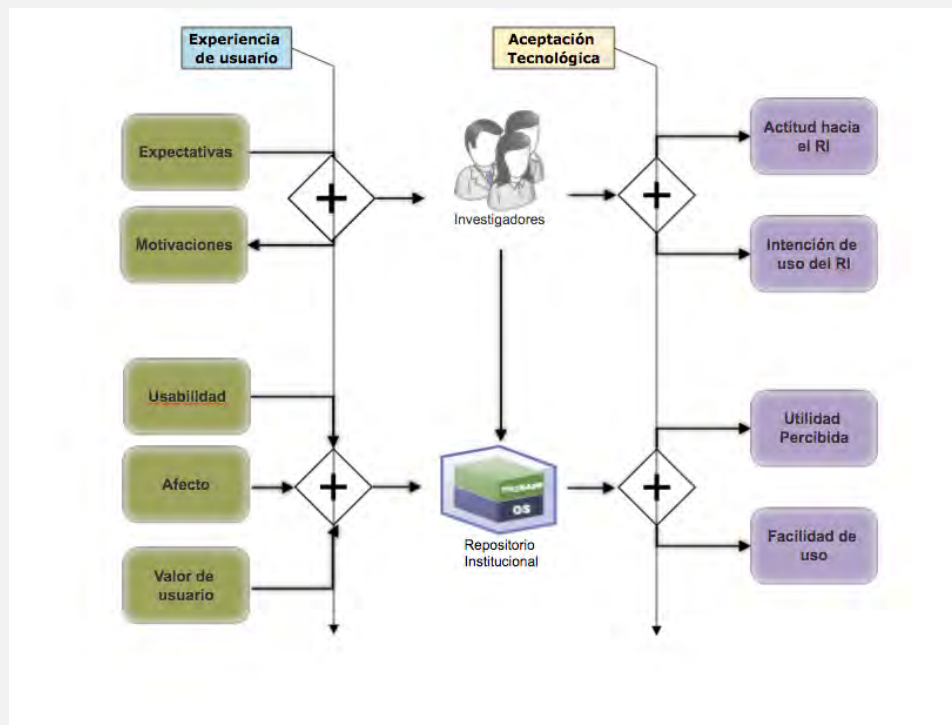 Experiencia
de usuario
Aceptación
Tecnológica
Expectativas
Motivaciones
Investigadores
Actitud hacia
el RI
Intención de
uso del RI
Usabilidad
Afecto
Valor de
usuario
OS
Repositorio
Institucional
Utilidad
Percibida
Facilidad de
uso